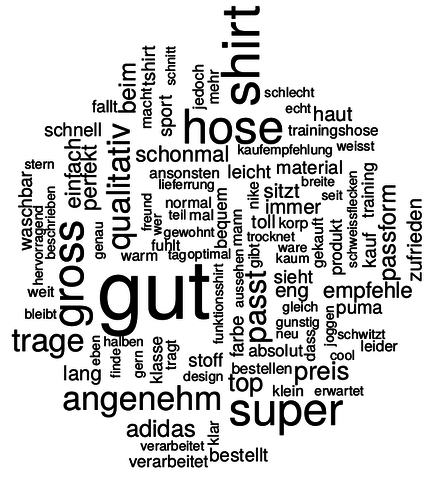 shirt
tshirt
schnitt
beim
macht
jedoch
mehr
schlecht
fällt
sport
echt
haut
schnell
hose
trainingshose
qualitativ
einfach
perfekt
schonmal
kaufempfehlung
weisst
stern
ansonsten
leicht
material
waschbar
lieferrung
nike
sitzt
breite
seit
training
hervorragend
beschrieben
normal
bequem
immer
schweissflecken
passform
zufrieden
freund
wer
teil
mal
mann
toll
korp
gekauft
produkt
kauf
genau
gewohnt
trocknet
gross
fuhlt
gibt
ware
warm
tag
optimal
kaum
weit
gut
funktionsshirt
aussehen
passt
sieht
eng
empfehle
bleibt
gleich
puma
gunstig
trage
eben
halben
farbe
neu
dass
joggen
schwitzt
finde
gern
klasse
tragt
absolut
cool
leider
lang
stoff
bestellen
preis
design
top
klein
erwartet
angenehm
super
adidas
klar
verarbeitet
verarbeitet
bestellt